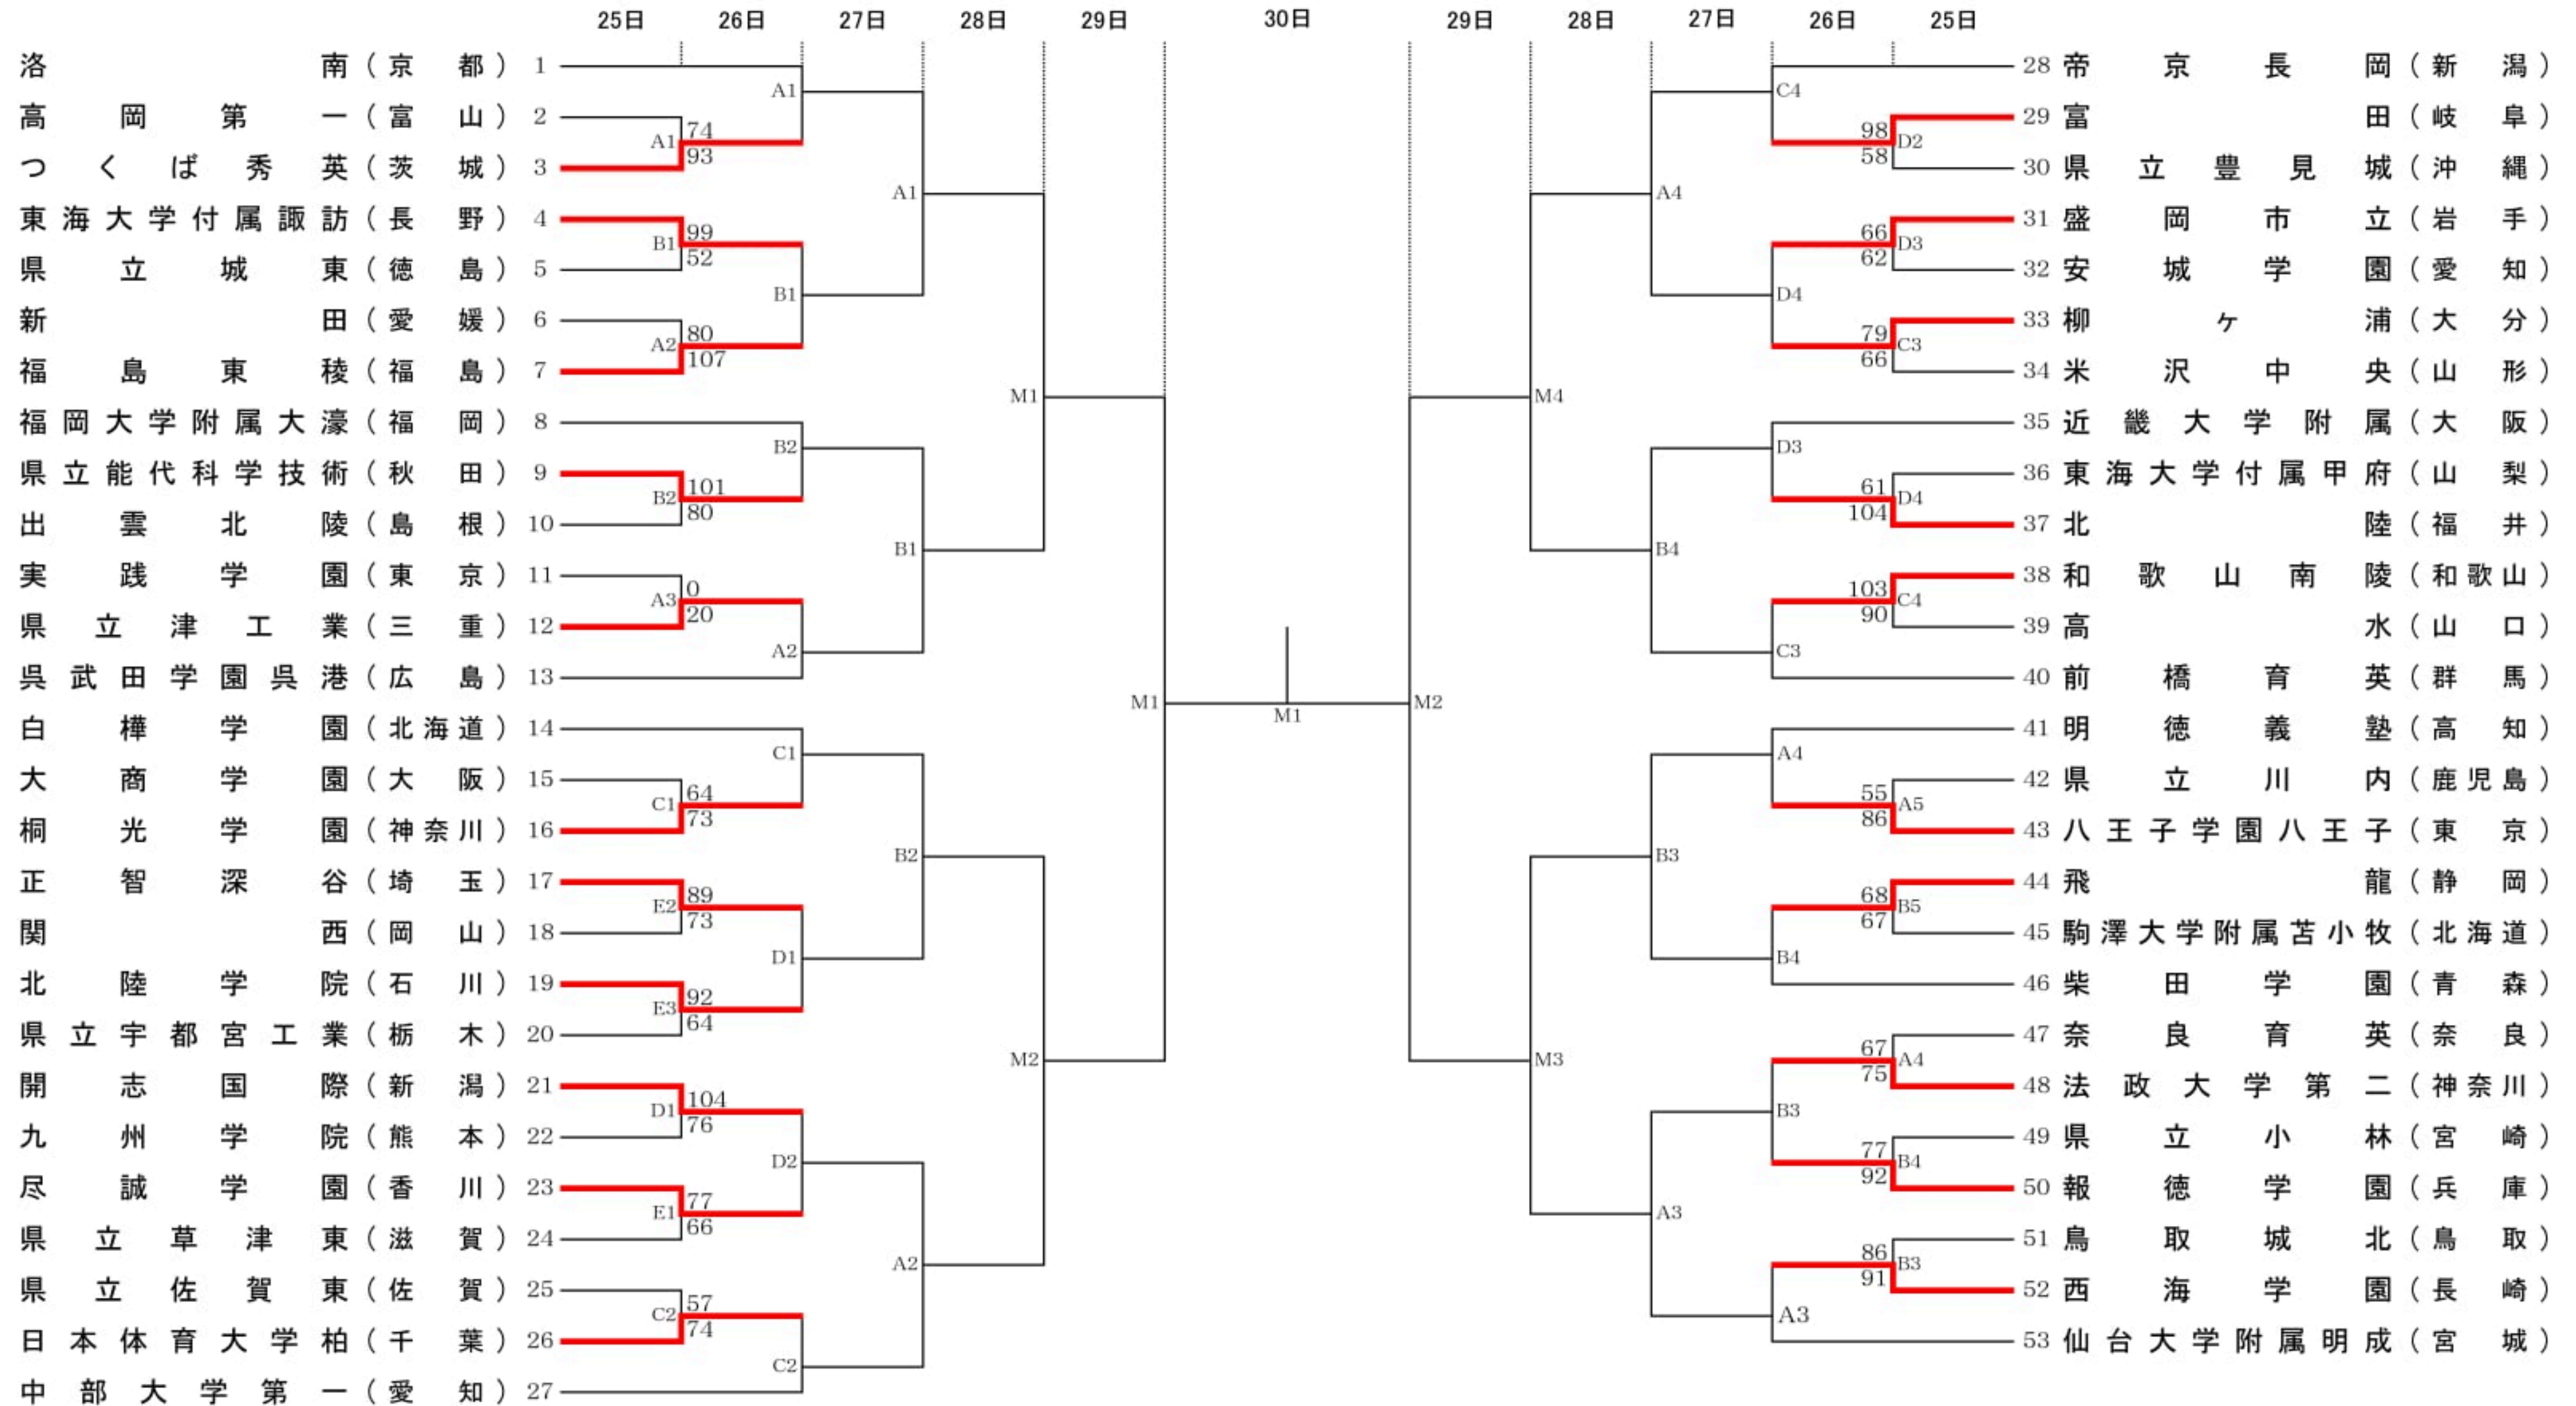 25日 26日 27日 28日 29日 30日 29日 28日 27日 26日 25日
洛南（京都） 1
高岡第一（富山） 2
つくば秀英（茨城） 3
東海大学付属諏訪（長野） 4
県立城東（徳島） 5
新田（愛媛） 6
福島東稜（福島） 7
福岡大学附属大濠（福岡） 8
県立能代科学技術（秋田） 9
出雲北陵（島根） 10
実践学園（東京） 11
県立津工業（三重） 12
呉武田学園呉港（広島） 13
白樺学園（北海道） 14
大商学園（大阪） 15
桐光学園（神奈川） 16
正智深谷（埼玉） 17
関西（岡山） 18
北陸学院（石川） 19
県立宇都宮工業（栃木） 20
開志国際（新潟） 21
九州学院（熊本） 22
尽誠学園（香川） 23
県立草津東（滋賀） 24
県立佐賀東（佐賀） 25
日本体育大学柏（千葉） 26
中部大学第一（愛知） 27
A1 74 93
B1 99 52
A2 80 107
B2 101 80
A3 0 20
C1 64 73
E2 89 73
E3 92 64
D1 104 76
E1 77 66
C2 57 74
A1
B1
B2
A2
C1
D1
D2
C2
A1
B1
B2
A2
M1
M2
M1
M1
M2
M4
M3
A4
B4
B3
A3
C4
D4
D3
C3
A4
B4
B3
A3
98 58 D2
66 62 D3
79 66 C3
61 104 D4
103 90 C4
55 86 A5
68 67 B5
67 75 A4
77 92 B4
86 91 B3
28 帝京長岡（新潟）
29 富田（岐阜）
30 県立豊見城（沖縄）
31 盛岡市立（岩手）
32 安城学園（愛知）
33 柳ヶ浦（大分）
34 米沢中央（山形）
35 近畿大学附属（大阪）
36 東海大学付属甲府（山梨）
37 北陸（福井）
38 和歌山南陵（和歌山）
39 高水（山口）
40 前橋育英（群馬）
41 明徳義塾（高知）
42 県立川内（鹿児島）
43 八王子学園八王子（東京）
44 飛龍（静岡）
45 駒澤大学附属苫小牧（北海道）
46 柴田学園（青森）
47 奈良育英（奈良）
48 法政大学第二（神奈川）
49 県立小林（宮崎）
50 報徳学園（兵庫）
51 鳥取城北（鳥取）
52 西海学園（長崎）
53 仙台大学附属明成（宮城）